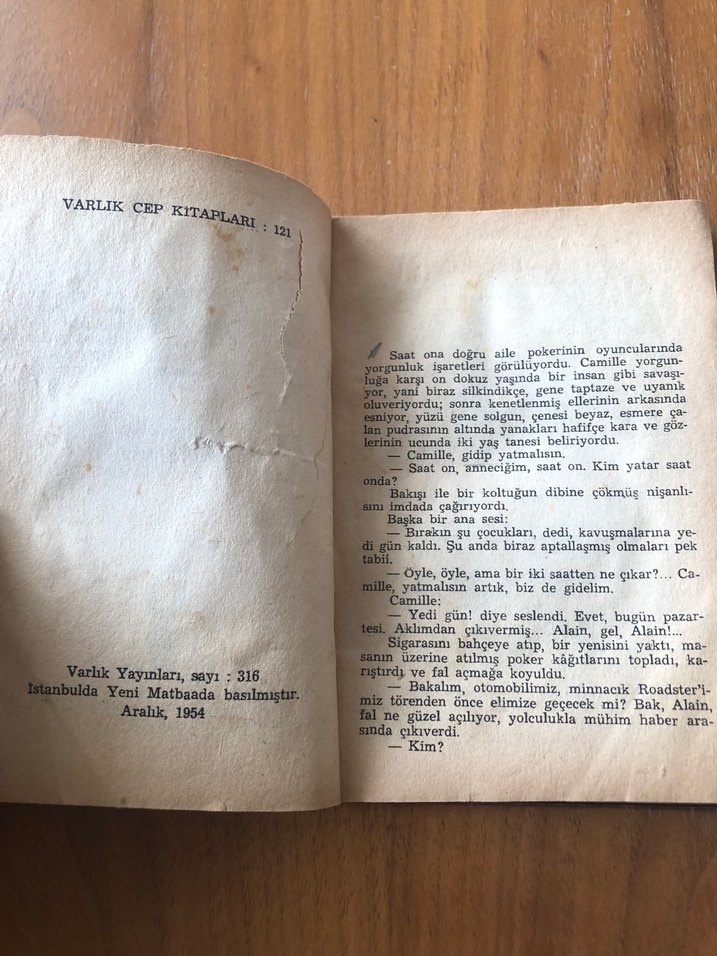 VARLIK CEP KİTAPLARI : 121
Varlık Yayınları, sayı : 316
İstanbulda Yeni Matbaada basılmıştır.
Aralık, 1954
Saat ona doğru aile pokerinin oyuncularında
yorgunluk işaretleri görülüyordu. Camille yorgun-
luğa karşı on dokuz yaşında bir insan gibi savaşı-
yor, yani biraz silkindikçe, gene taptaze ve uyanık
oluveriyordu; sonra kenetlenmiş ellerinin arkasında
esniyor, yüzü gene solgun, çenesi beyaz, esmere ça-
lan pudrasının altında yanakları hafifçe kara ve göz-
lerinin ucunda iki yaş tanesi beliriyordu.
— Camille, gidip yatmalısın.
— Saat on, anneciğim, saat on. Kim yatar saat
onda?
Bakışı ile bir koltuğun dibine çökmüş nişanlı-
sını imdada çağırıyordı.
Başka bir ana sesi:
— Bırakın şu çocukları, dedi, kavuşmalarına ye-
di gün kaldı. Şu anda biraz aptallaşmış olmaları pek
tabii.
— Öyle, öyle, ama bir iki saatten ne çıkar?... Ca-
mille, yatmalısın artık, biz de gidelim.
Camille:
— Yedi gün! diye seslendi. Evet, bugün pazar-
tesi. Aklımdan çıkıvermiş... Alain, gel, Alain!...
Sigarasını bahçeye atıp, bir yenisini yaktı, ma-
sanın üzerine atılmış poker kâğıtlarını topladı, ka-
rıştırdı ve fal açmağa koyuldu.
— Bakalım, otomobilimiz, minnacık Roadster'i-
miz törenden önce elimize geçecek mi? Bak, Alain,
fal ne güzel açılıyor, yolculukla mühim haber ara-
sında çıkıverdi.
— Kim?